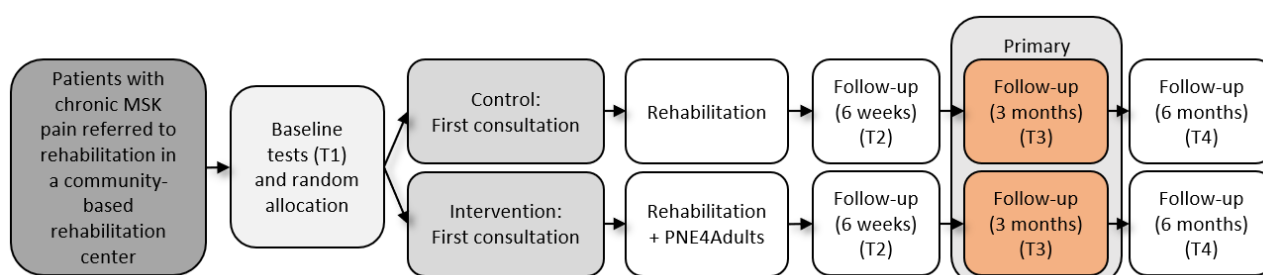 Patients with
chronic MSK
pain referred to
rehabilitation in
a community-
based
rehabilitation
center
Baseline
tests (T1)
and random
allocation
Control:
First consultation
Rehabilitation
Follow-up
(6 weeks)
(T2)
Primary
Follow-up
(3 months)
(T3)
Follow-up
(6 months)
(T4)
Intervention:
First consultation
Rehabilitation
+ PNE4Adults
Follow-up
(6 weeks)
(T2)
Follow-up
(3 months)
(T3)
Follow-up
(6 months)
(T4)